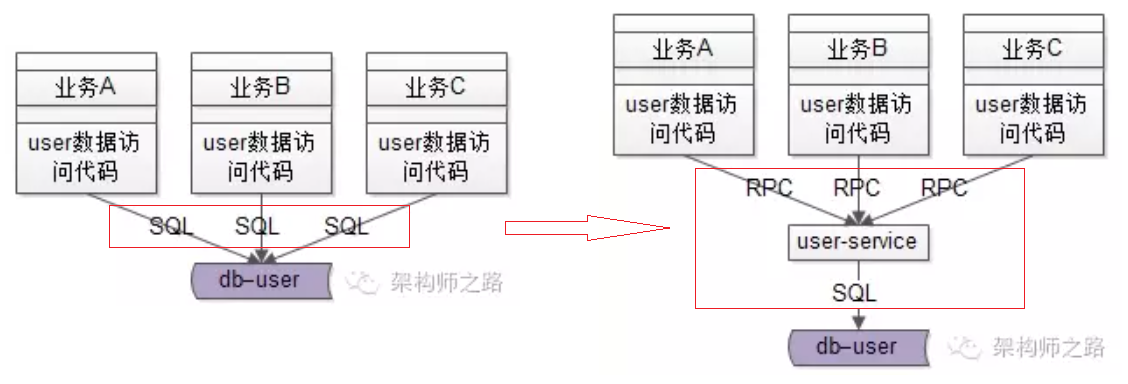 业务A
业务B
业务C
user数据访
问代码
user数据访
问代码
user数据访
问代码
SQL
SQL
SQL
db-user
架构师之路
业务A
业务B
业务C
user数据访
问代码
user数据访
问代码
user数据访
问代码
RPC
RPC
RPC
user-service
SQL
db-user
架构师之路